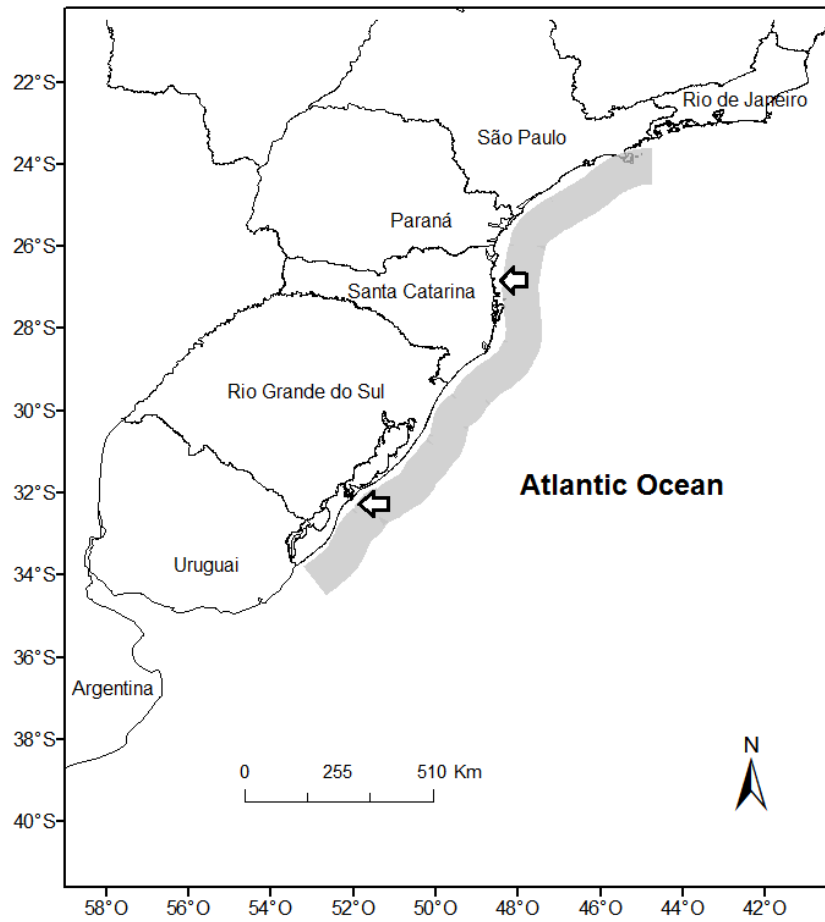 22°S
Rio de Janeiro
São Paulo
24°S
Paraná
26°S
Santa Catarina
28°S
Rio Grande do Sul
30°S
32°S
Atlantic Ocean
34°S
Uruguai
36°S
Argentina
38°S
N
0 255 510 Km
40°S
58°O 56°O 54°O 52°O 50°O 48°O 46°O 44°O 42°O